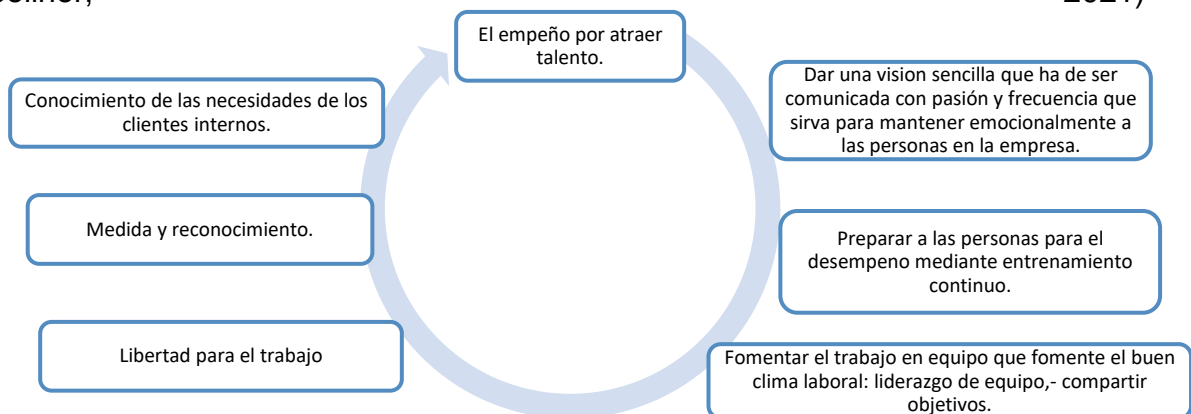 2021)
El empeño por atraer
talento.
Dar una vision sencilla que ha de ser
comunicada con pasión y frecuencia que
sirva para mantener emocionalmente a
las personas en la empresa.
Preparar a las personas para el
desempeno mediante entrenamiento
continuo.
Fomentar el trabajo en equipo que fomente el buen
clima laboral: liderazgo de equipo,- compartir
objetivos.
Libertad para el trabajo
Medida y reconocimiento.
Conocimiento de las necesidades de los
clientes internos.